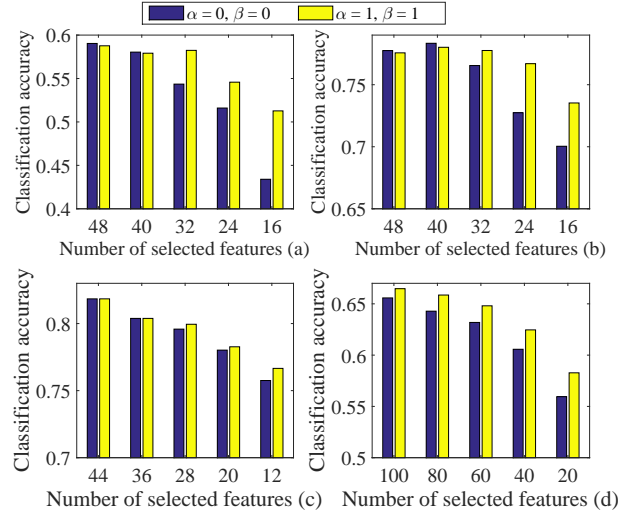 α = 0, β = 0 α = 1, β = 1
Classification accuracy
0.6
0.55
0.5
0.45
0.4
48 40 32 24 16
Number of selected features (a)
Classification accuracy
0.75
0.7
0.65
48 40 32 24 16
Number of selected features (b)
Classification accuracy
0.8
0.75
0.7
44 36 28 20 12
Number of selected features (c)
Classification accuracy
0.65
0.6
0.55
0.5
100 80 60 40 20
Number of selected features (d)